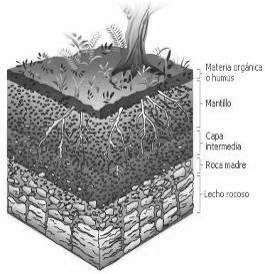 Materia orgánica
o humus
Mantillo
Capa
intermedia
Roca madre
Lecho rocoso